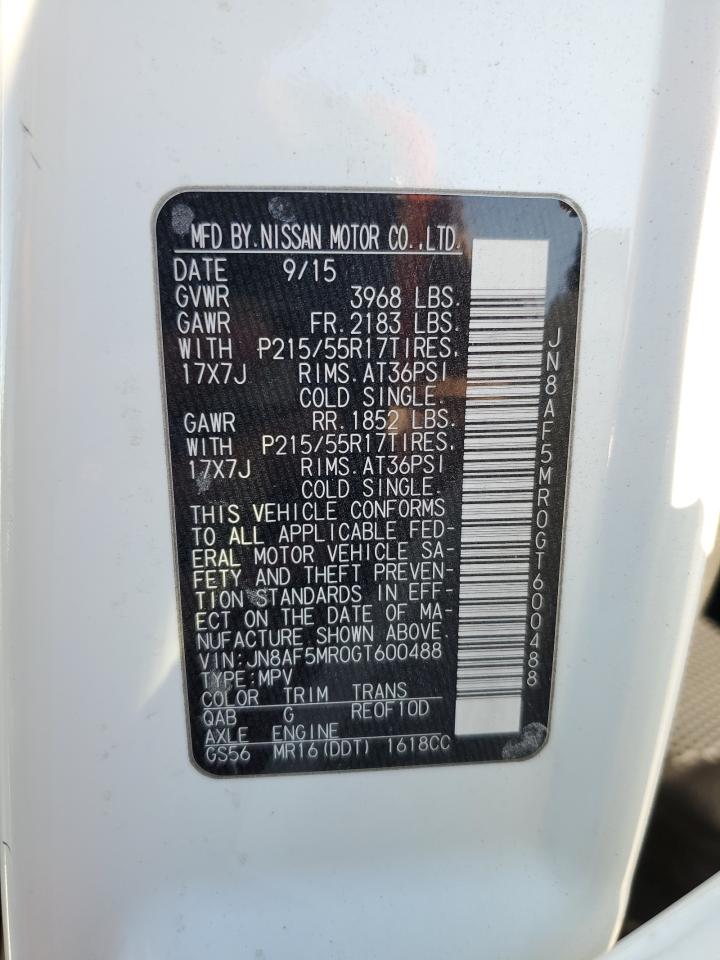 MFD BY.NISSAN MOTOR CO.,LTD.
DATE 9/15
GVWR 3968 LBS.
GAWR FR.2183 LBS.
WITH P215/55R17TIRES,
17X7J RIMS.AT36PSI
COLD SINGLE.
GAWR RR.1852 LBS.
WITH P215/55R17TIRES,
17X7J RIMS.AT36PSI
COLD SINGLE.
THIS VEHICLE CONFORMS
TO ALL APPLICABLE FED-
ERAL MOTOR VEHICLE SA-
FETY AND THEFT PREVEN-
TION STANDARDS IN EFF-
ECT ON THE DATE OF MA-
NUFACTURE SHOWN ABOVE.
VIN:JN8AF5MR0GT600488
TYPE:MPV
COLOR TRIM TRANS
QAB G RE0F10D
AXLE ENGINE
GS56 MR16(DDT) 1618CC
JN8AF5MR0GT600488